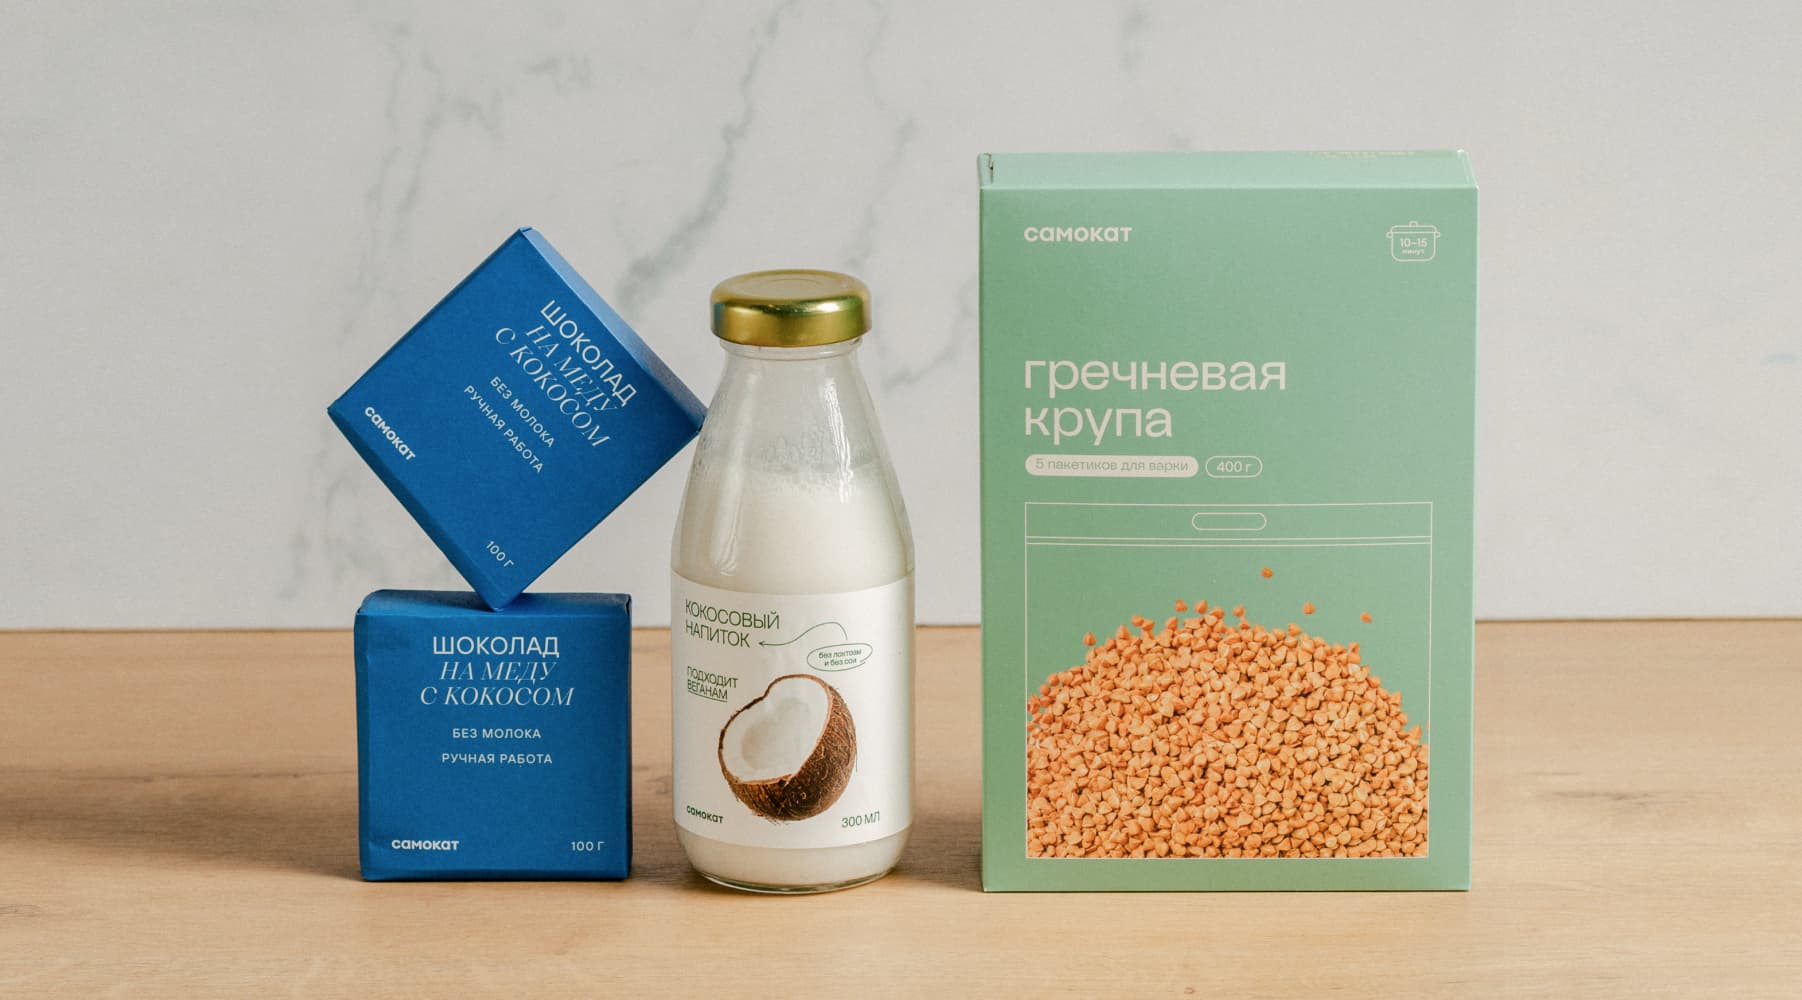 ШОКОЛАД
НА МЕДУ
С КОКОСОМ
БЕЗ МОЛОКА
РУЧНАЯ РАБОТА
самокат
100 Г
ШОКОЛАД
НА МЕДУ
С КОКОСОМ
БЕЗ МОЛОКА
РУЧНАЯ РАБОТА
самокат
100 Г
КОКОСОВЫЙ
НАПИТОК
без лактозы
и без сои
ПОДХОДИТ
ВЕГАНАМ
самокат
300 МЛ
самокат
10–15
минут
гречневая
крупа
5 пакетиков для варки
400 г